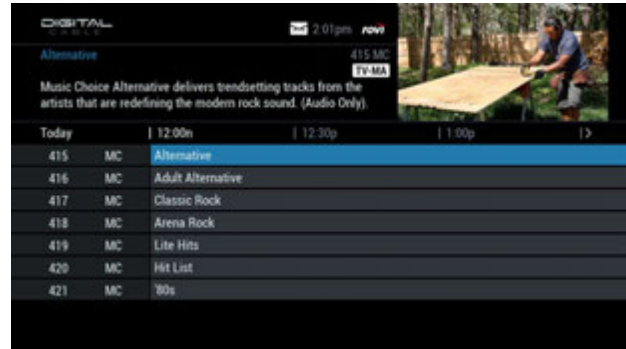 DIGITAL
CABLE
2:01pm rovi
Alternative 415 MC
TV-MA
Music Choice Alternative delivers trendsetting tracks from the
artists that are redefining the modern rock sound. (Audio Only).
Today | 12:00n | 12:30p | 1:00p |>
415 MC Alternative
416 MC Adult Alternative
417 MC Classic Rock
418 MC Arena Rock
419 MC Lite Hits
420 MC Hit List
421 MC '80s